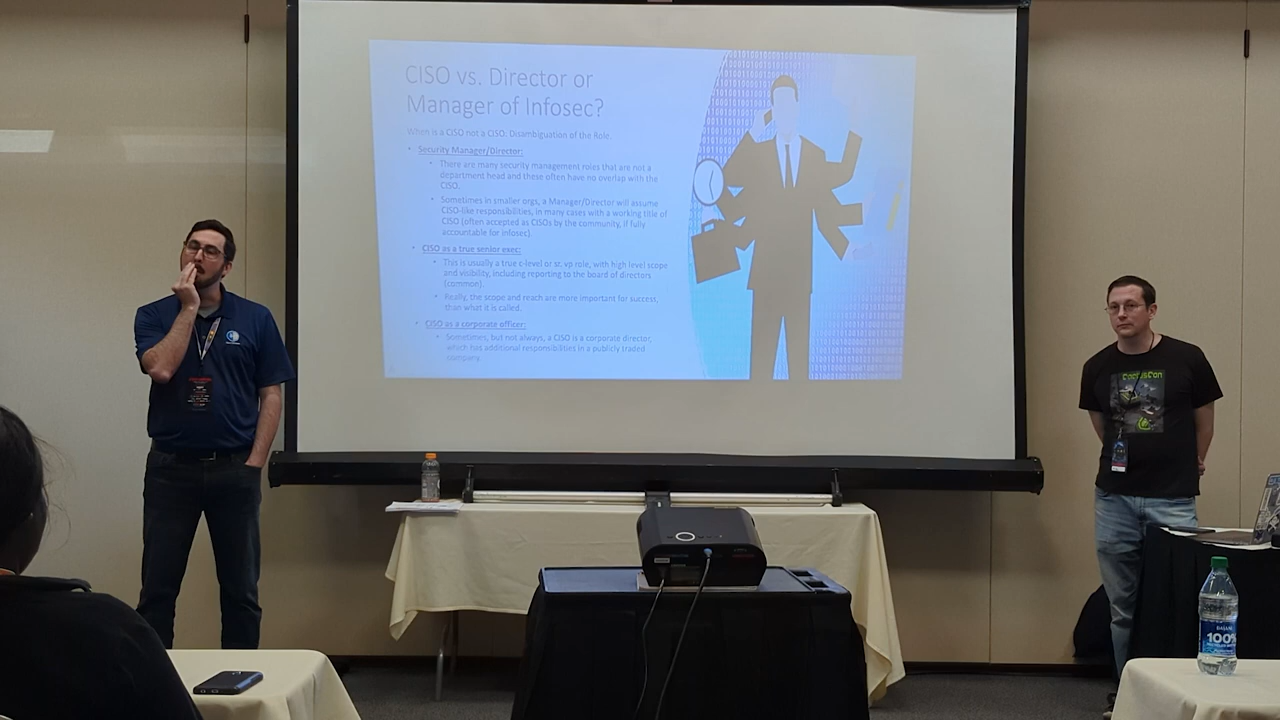 CISO vs. Director or
Manager of Infosec?
When is a CISO not a CISO: Disambiguation of the Role.
• Security Manager/Director:
• There are many security management roles that are not a
department head and these often have no overlap with the
CISO.
• Sometimes in smaller orgs, a Manager/Director will assume
CISO-like responsibilities, in many cases with a working title of
CISO (often accepted as CISOs by the community, if fully
accountable for infosec).
• CISO as a true senior exec:
• This is usually a true c-level or sr. vp role, with high level scope
and visibility, including reporting to the board of directors
(common).
• Really, the scope and reach are more important for success,
than what it is called.
• CISO as a corporate officer:
• Sometimes, but not always, a CISO is a corporate director,
which has additional responsibilities in a publicly traded
company.
CactusCon
100%